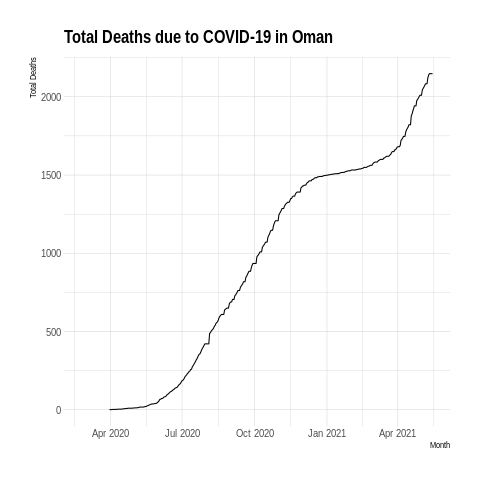 Total Deaths due to COVID-19 in Oman
Total Deaths
2000
1500
1000
500
0
Apr 2020 Jul 2020 Oct 2020 Jan 2021 Apr 2021
Month